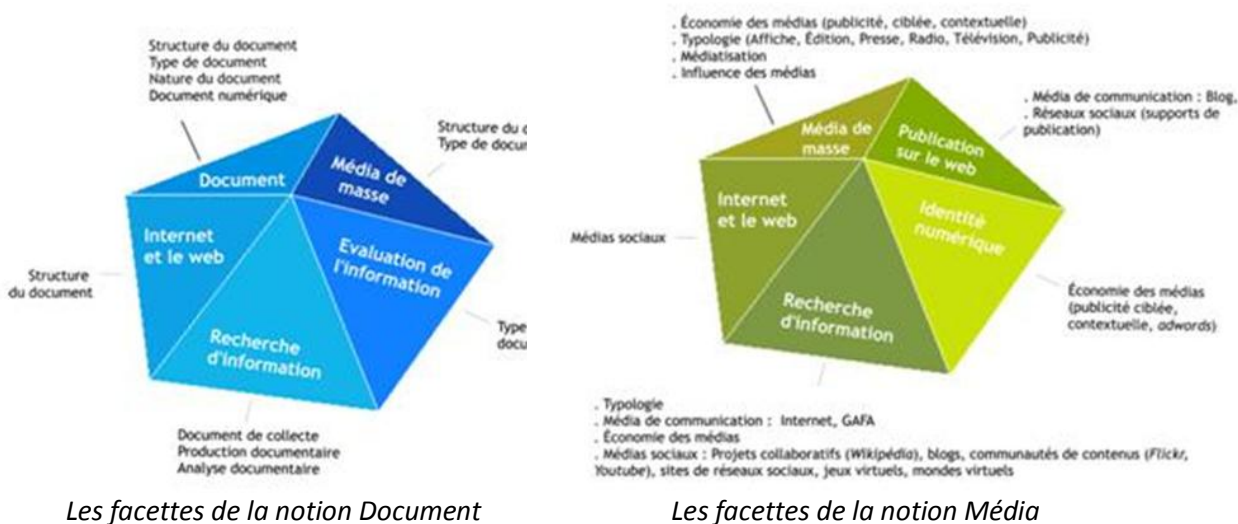 Structure du document
Type de document
Nature du document
Document numérique
Structure du
Type de
Document
Média de
masse
Internet
et le web
Evaluation de
l'information
Structure
du document
Recherche
d'information
Type
Document de collecte
Production documentaire
Analyse documentaire
Les facettes de la notion Document
. Économie des médias (publicité, ciblée, contextuelle)
. Typologie (Affiche, Édition, Presse, Radio, Télévision, Publicité)
. Médiatisation
. Influence des médias
. Média de communication : Blog,
. Réseaux sociaux (supports de
publication)
Média de
masse
Publication
sur le web
Internet
et le web
Identité
numérique
Médias sociaux
Recherche
d'information
Économie des médias
(publicité ciblée,
contextuelle, adwords)
. Typologie
. Média de communication : Internet, GAFA
. Économie des médias
. Médias sociaux : Projets collaboratifs (Wikipédia), blogs, communautés de contenus (Flickr,
Youtube), sites de réseaux sociaux, jeux virtuels, mondes virtuels
Les facettes de la notion Média